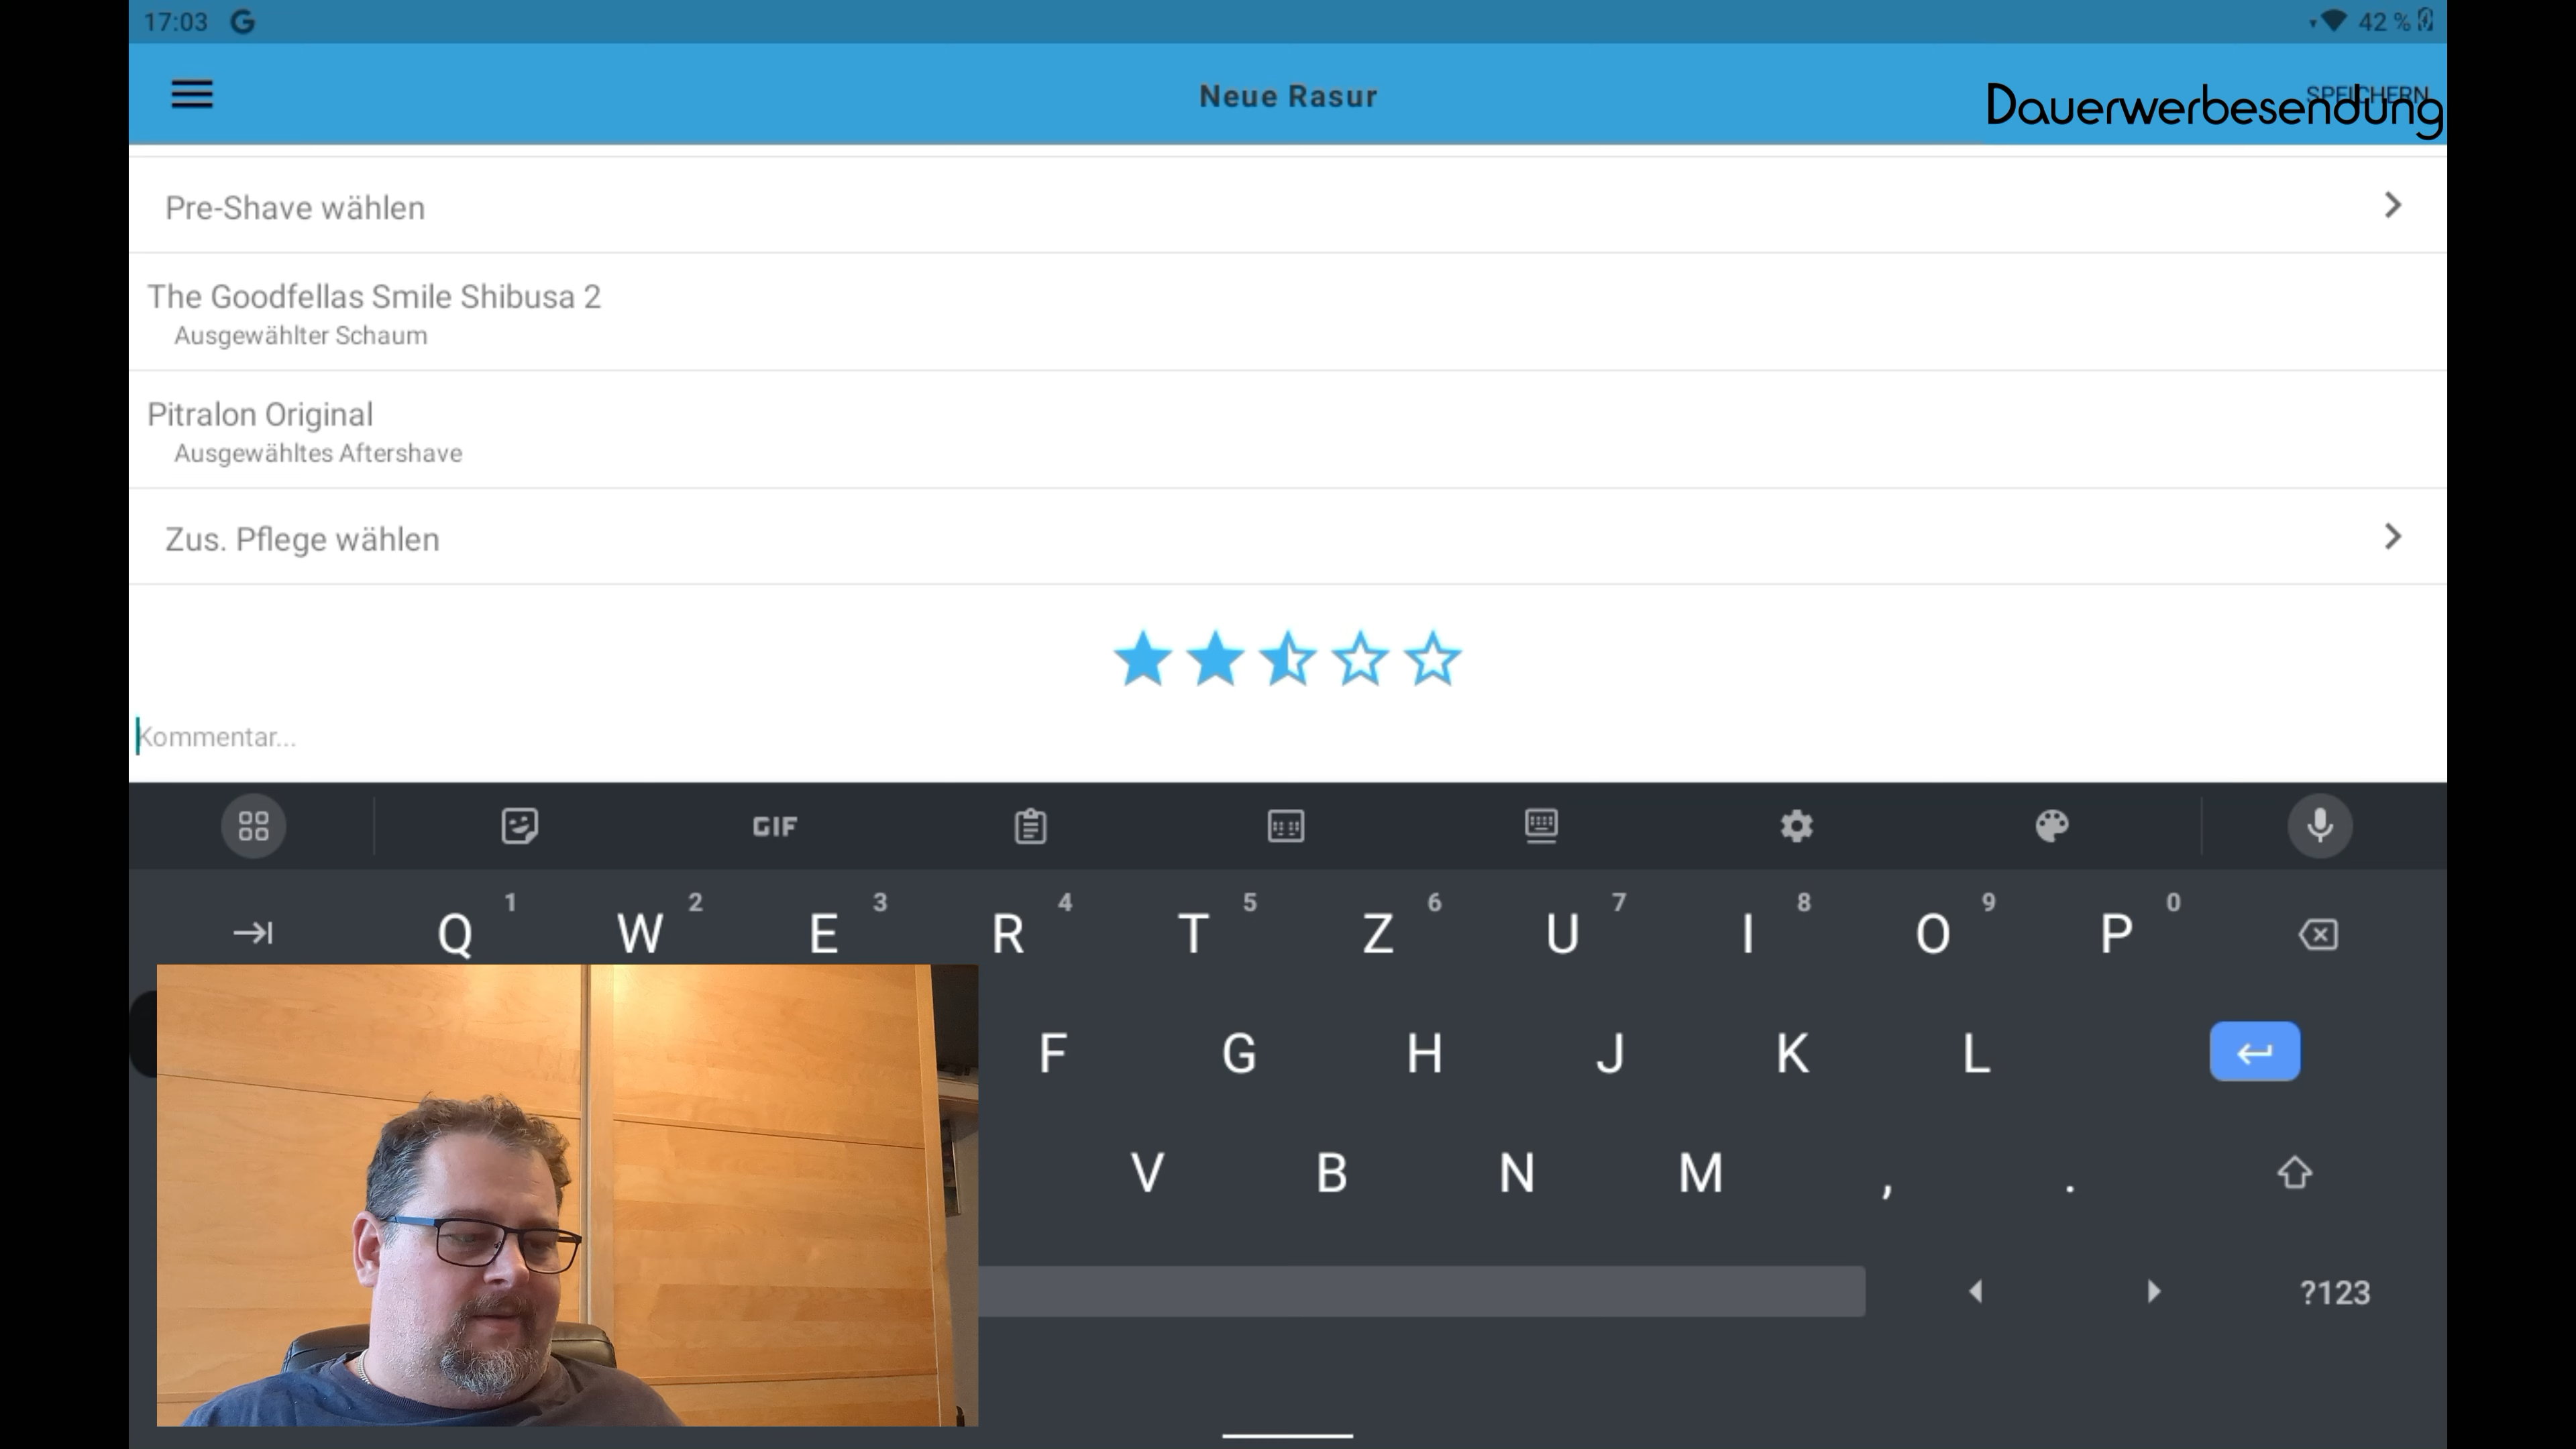 17:03 G 42 %
Neue Rasur
SPEICHERN
Dauerwerbesendung
Pre-Shave wählen
The Goodfellas Smile Shibusa 2
Ausgewählter Schaum
Pitralon Original
Ausgewähltes Aftershave
Zus. Pflege wählen
Kommentar...
GIF
Q 1 W 2 E 3 R 4 T 5 Z 6 U 7 I 8 O 9 P 0
F G H J K L
V B N M , .
?123